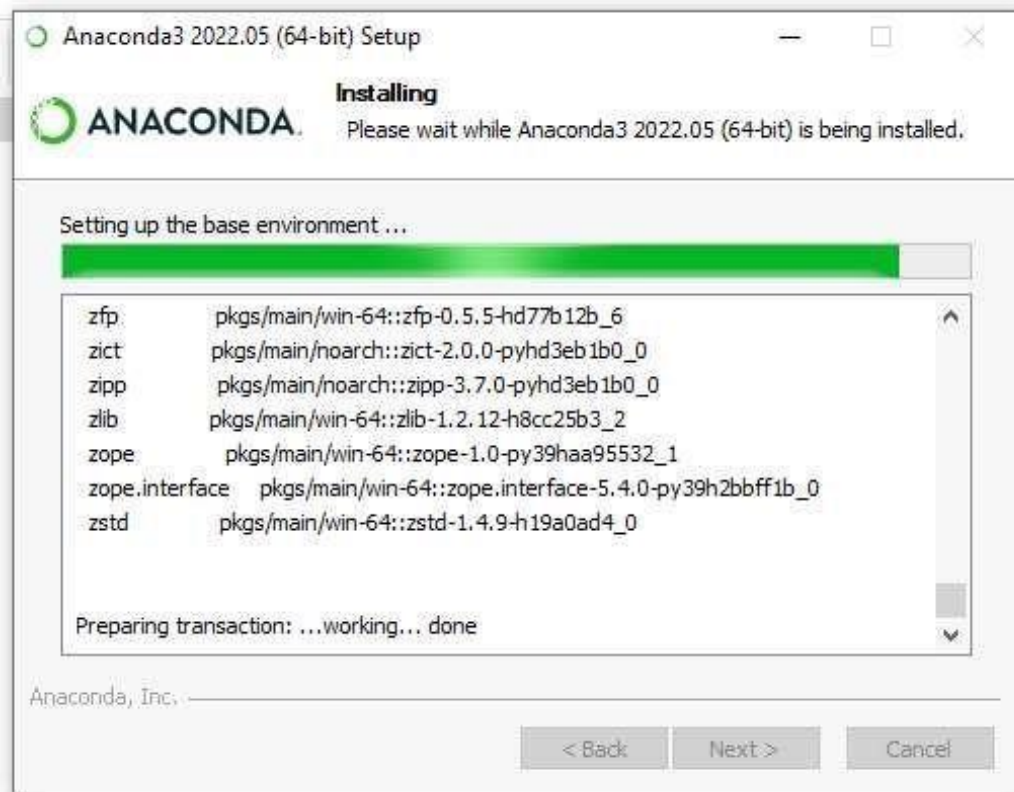 Anaconda3 2022.05 (64-bit) Setup
ANACONDA.
Installing
Please wait while Anaconda3 2022.05 (64-bit) is being installed.
Setting up the base environment ...
zfp pkgs/main/win-64::zfp-0.5.5-hd77b12b_6
zict pkgs/main/noarch::zict-2.0.0-pyhd3eb1b0_0
zipp pkgs/main/noarch::zipp-3.7.0-pyhd3eb1b0_0
zlib pkgs/main/win-64::zlib-1.2.12-h8cc25b3_2
zope pkgs/main/win-64::zope-1.0-py39haa95532_1
zope.interface pkgs/main/win-64::zope.interface-5.4.0-py39h2bbff1b_0
zstd pkgs/main/win-64::zstd-1.4.9-h19a0ad4_0
Preparing transaction: ...working... done
Anaconda, Inc.
< Back Next > Cancel